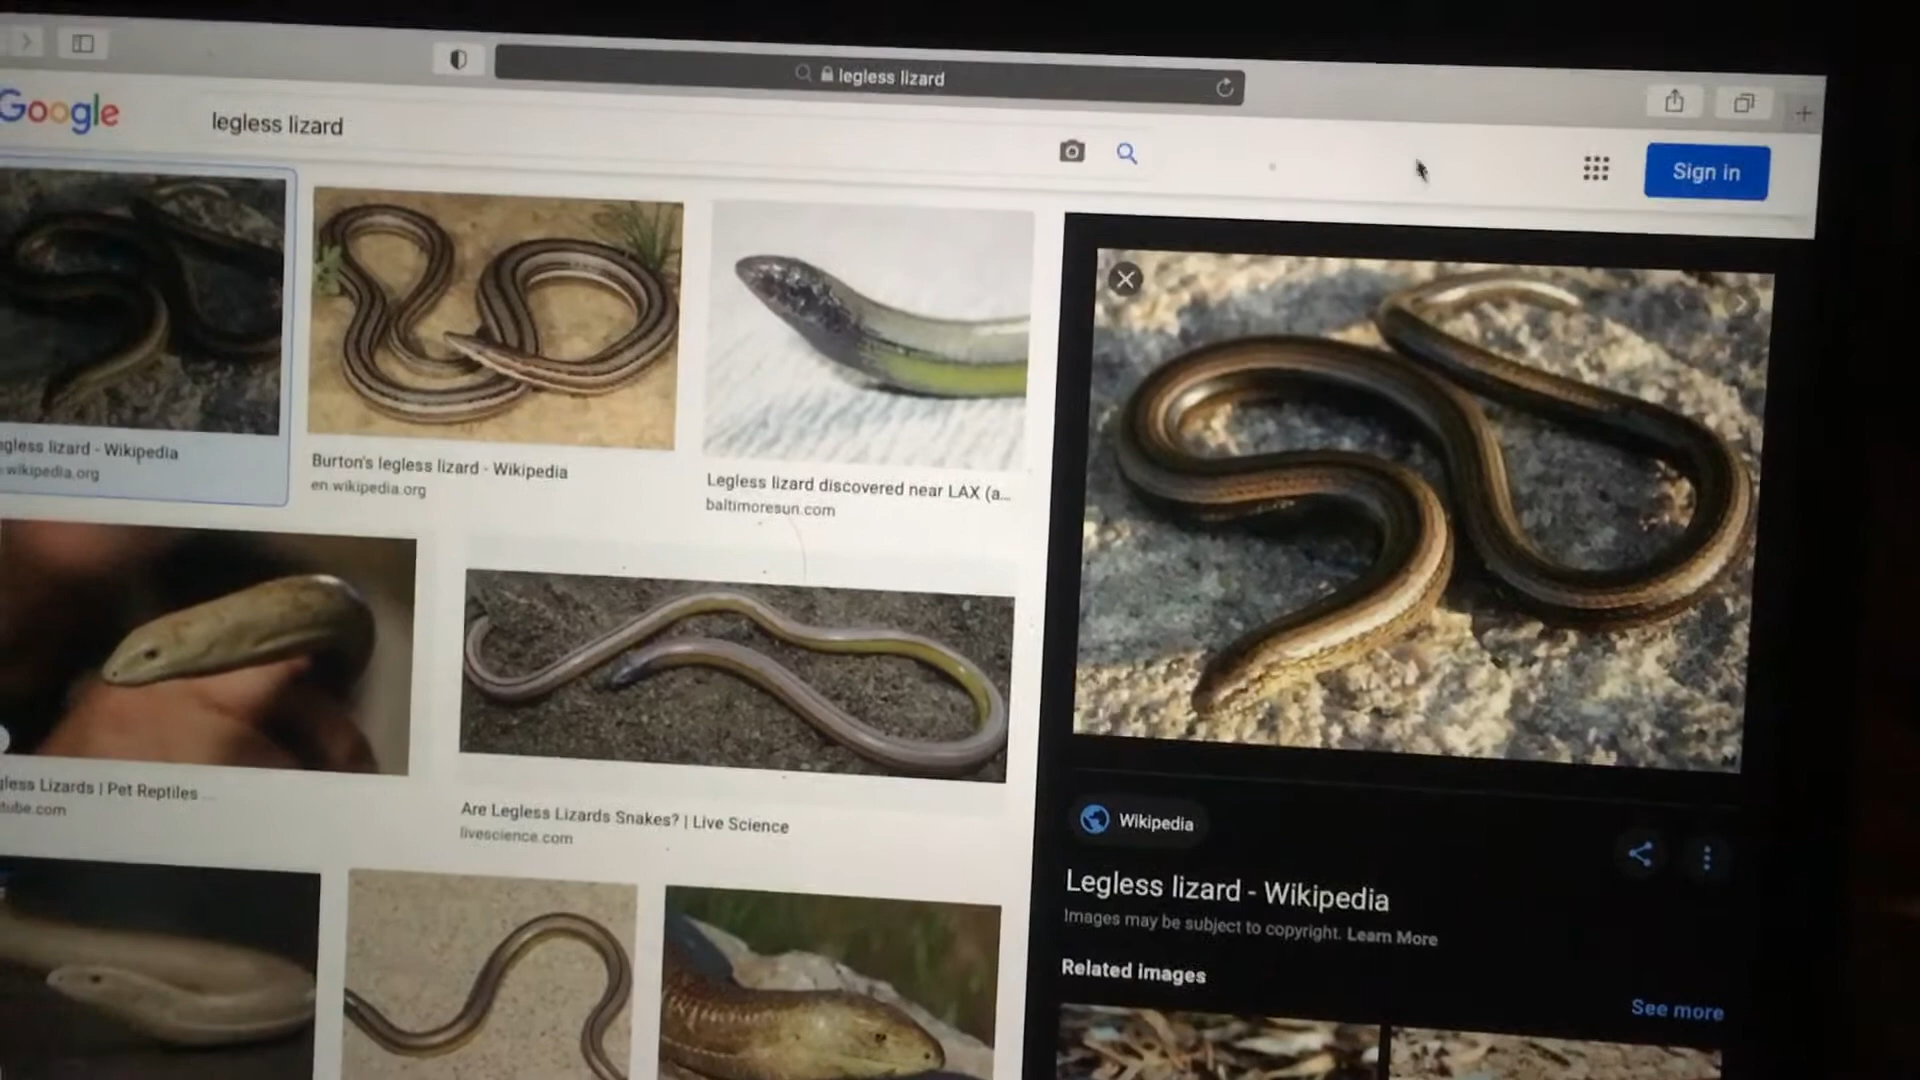 legless lizard
Google
legless lizard
Sign in
gless lizard - Wikipedia
wikipedia.org
Burton's legless lizard - Wikipedia
en.wikipedia.org
Legless lizard discovered near LAX (a...
baltimoresun.com
gless Lizards | Pet Reptiles ...
tube.com
Are Legless Lizards Snakes? | Live Science
livescience.com
Wikipedia
Legless lizard - Wikipedia
Images may be subject to copyright. Learn More
Related images
See more